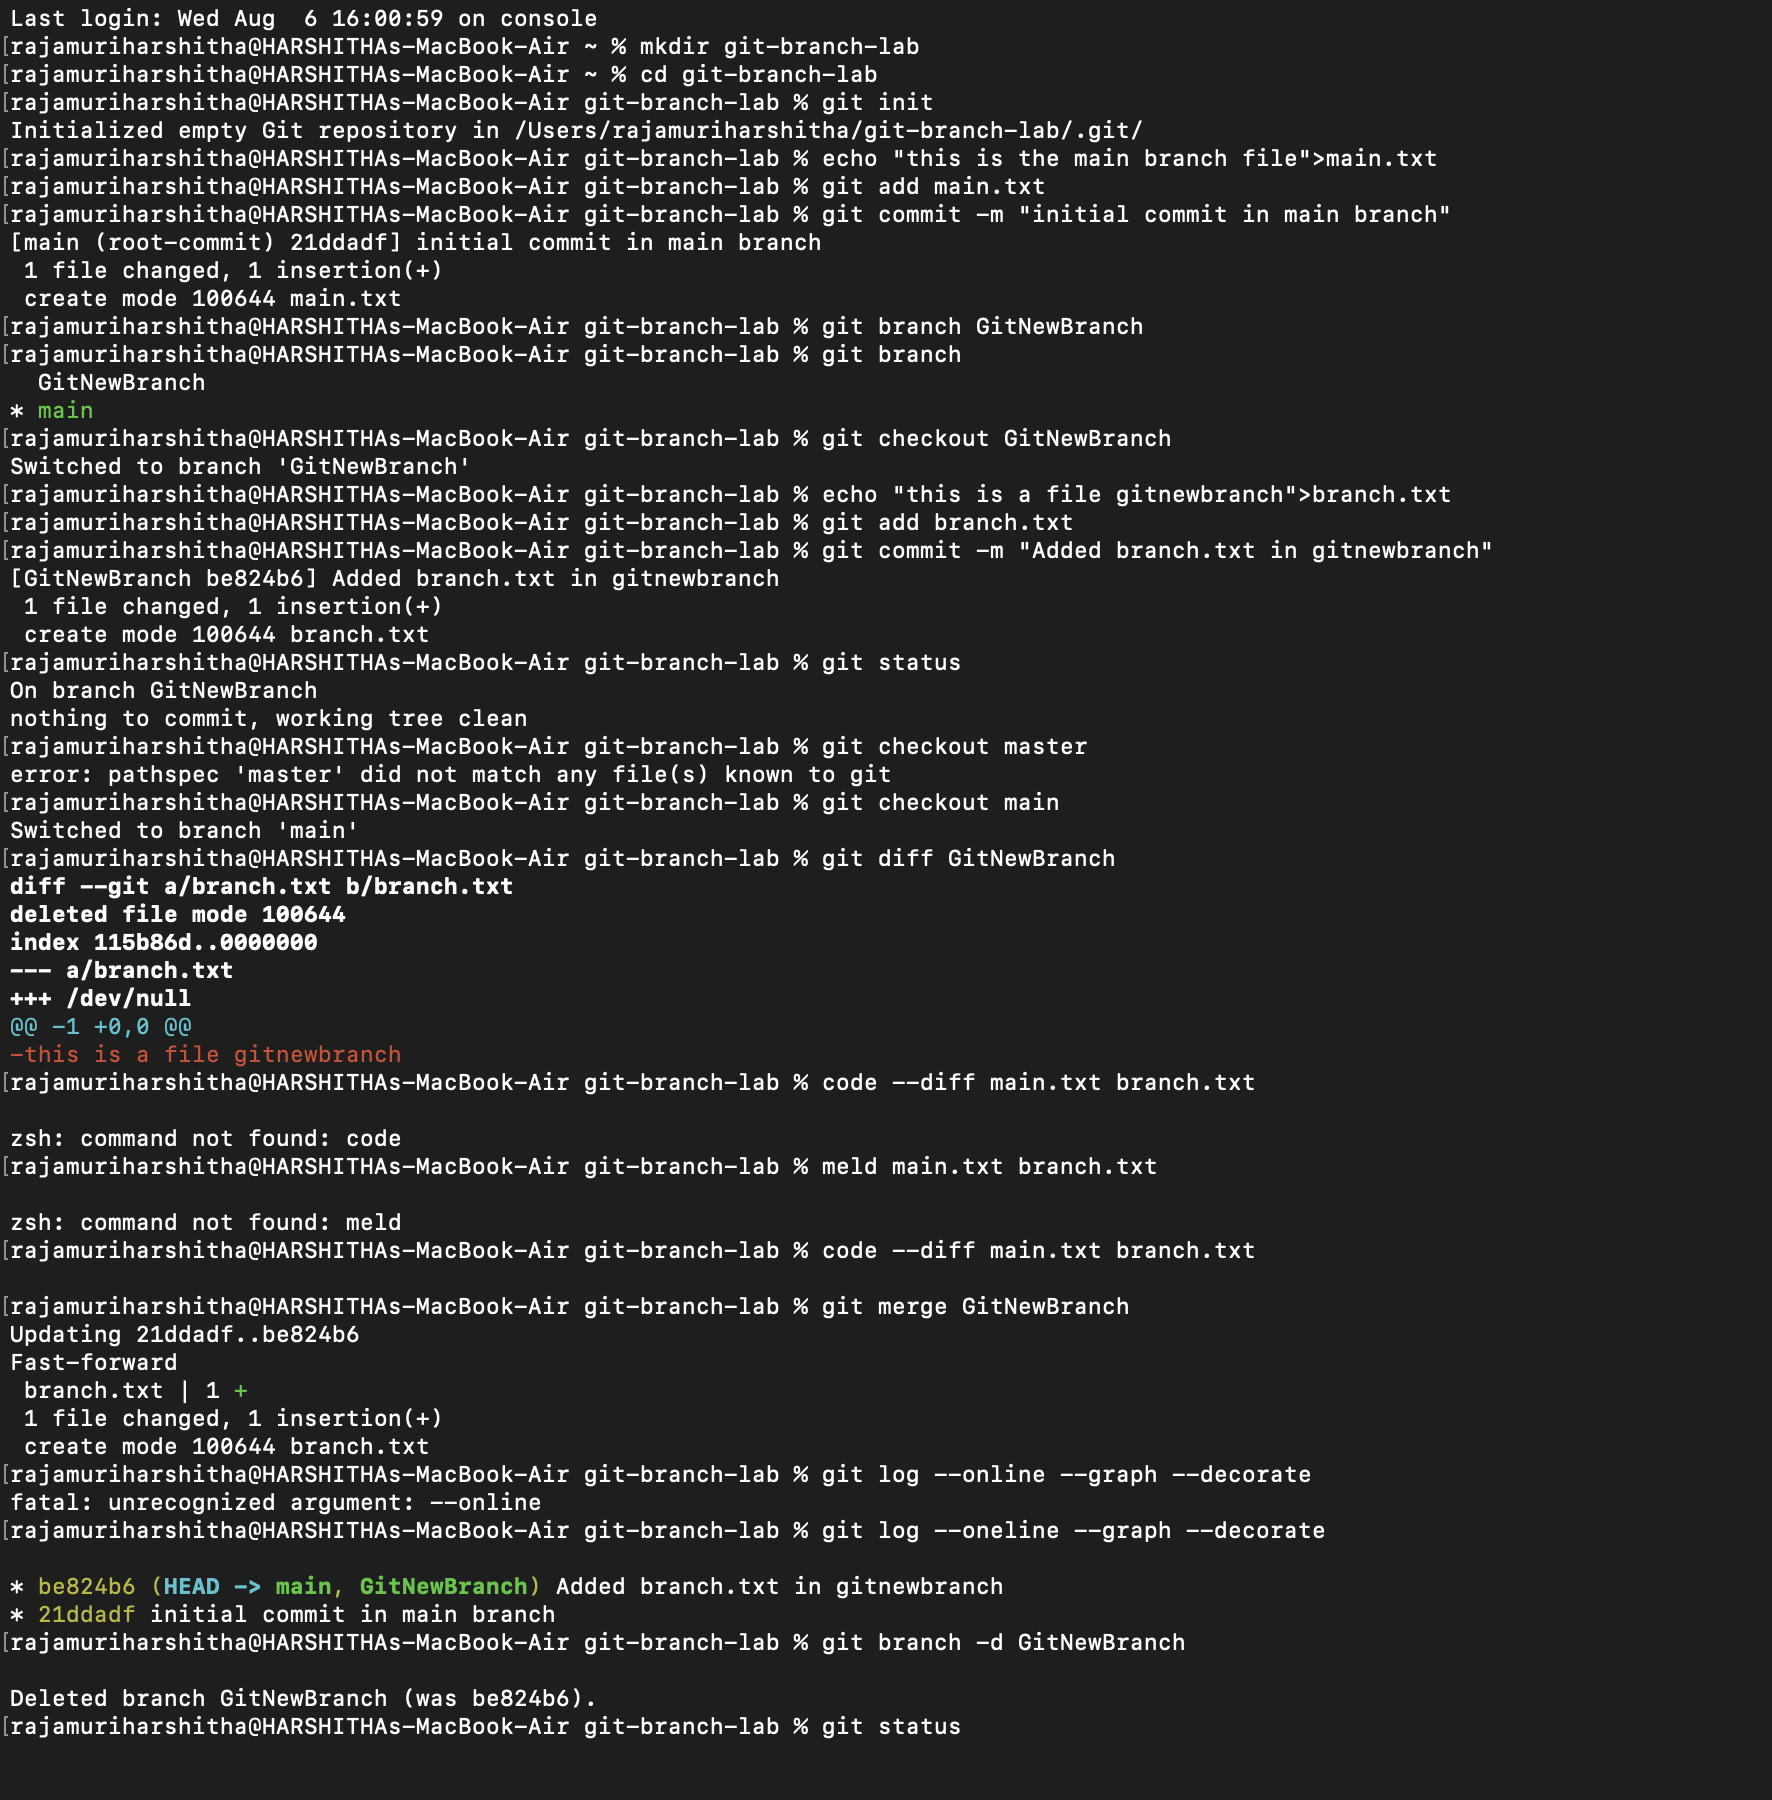 Last login: Wed Aug  6 16:00:59 on console
[rajamuriharshitha@HARSHITHAs-MacBook-Air ~ % mkdir git-branch-lab
[rajamuriharshitha@HARSHITHAs-MacBook-Air ~ % cd git-branch-lab
[rajamuriharshitha@HARSHITHAs-MacBook-Air git-branch-lab % git init
Initialized empty Git repository in /Users/rajamuriharshitha/git-branch-lab/.git/
[rajamuriharshitha@HARSHITHAs-MacBook-Air git-branch-lab % echo "this is the main branch file">main.txt
[rajamuriharshitha@HARSHITHAs-MacBook-Air git-branch-lab % git add main.txt
[rajamuriharshitha@HARSHITHAs-MacBook-Air git-branch-lab % git commit -m "initial commit in main branch"
[main (root-commit) 21ddadf] initial commit in main branch
 1 file changed, 1 insertion(+)
 create mode 100644 main.txt
[rajamuriharshitha@HARSHITHAs-MacBook-Air git-branch-lab % git branch GitNewBranch
[rajamuriharshitha@HARSHITHAs-MacBook-Air git-branch-lab % git branch
  GitNewBranch
* main
[rajamuriharshitha@HARSHITHAs-MacBook-Air git-branch-lab % git checkout GitNewBranch
Switched to branch 'GitNewBranch'
[rajamuriharshitha@HARSHITHAs-MacBook-Air git-branch-lab % echo "this is a file gitnewbranch">branch.txt
[rajamuriharshitha@HARSHITHAs-MacBook-Air git-branch-lab % git add branch.txt
[rajamuriharshitha@HARSHITHAs-MacBook-Air git-branch-lab % git commit -m "Added branch.txt in gitnewbranch"
[GitNewBranch be824b6] Added branch.txt in gitnewbranch
 1 file changed, 1 insertion(+)
 create mode 100644 branch.txt
[rajamuriharshitha@HARSHITHAs-MacBook-Air git-branch-lab % git status
On branch GitNewBranch
nothing to commit, working tree clean
[rajamuriharshitha@HARSHITHAs-MacBook-Air git-branch-lab % git checkout master
error: pathspec 'master' did not match any file(s) known to git
[rajamuriharshitha@HARSHITHAs-MacBook-Air git-branch-lab % git checkout main
Switched to branch 'main'
[rajamuriharshitha@HARSHITHAs-MacBook-Air git-branch-lab % git diff GitNewBranch
diff --git a/branch.txt b/branch.txt
deleted file mode 100644
index 115b86d..0000000
--- a/branch.txt
+++ /dev/null
@@ -1 +0,0 @@
-this is a file gitnewbranch
[rajamuriharshitha@HARSHITHAs-MacBook-Air git-branch-lab % code --diff main.txt branch.txt
zsh: command not found: code
[rajamuriharshitha@HARSHITHAs-MacBook-Air git-branch-lab % meld main.txt branch.txt
zsh: command not found: meld
[rajamuriharshitha@HARSHITHAs-MacBook-Air git-branch-lab % code --diff main.txt branch.txt
[rajamuriharshitha@HARSHITHAs-MacBook-Air git-branch-lab % git merge GitNewBranch
Updating 21ddadf..be824b6
Fast-forward
 branch.txt | 1 +
 1 file changed, 1 insertion(+)
 create mode 100644 branch.txt
[rajamuriharshitha@HARSHITHAs-MacBook-Air git-branch-lab % git log --online --graph --decorate
fatal: unrecognized argument: --online
[rajamuriharshitha@HARSHITHAs-MacBook-Air git-branch-lab % git log --oneline --graph --decorate
* be824b6 (HEAD -> main, GitNewBranch) Added branch.txt in gitnewbranch
* 21ddadf initial commit in main branch
[rajamuriharshitha@HARSHITHAs-MacBook-Air git-branch-lab % git branch -d GitNewBranch
Deleted branch GitNewBranch (was be824b6).
[rajamuriharshitha@HARSHITHAs-MacBook-Air git-branch-lab % git status